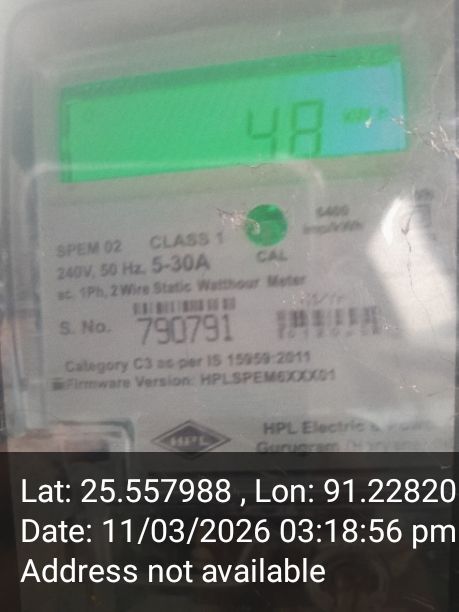 48 kWh
6400
imp/kWh
SPEM 02 CLASS 1
CAL
240V, 50 Hz, 5-30A
ac, 1Ph, 2 Wire Static Watthour Meter
S. No. 790791
Category C3 as per IS 15959:2011
Firmware Version: HPLSPEM6XXX01
HPL
HPL Electric &
Gurugram
Lat: 25.557988 , Lon: 91.22820
Date: 11/03/2026 03:18:56 pm
Address not available